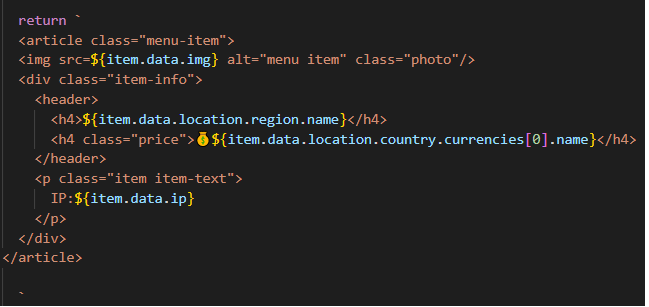 return `
<article class="menu-item">
<img src=${item.data.img} alt="menu item" class="photo"/>
<div class="item-info">
<header>
<h4>${item.data.location.region.name}</h4>
<h4 class="price">💰${item.data.location.country.currencies[0].name}</h4>
</header>
<p class="item item-text">
IP:${item.data.ip}
</p>
</div>
</article>
`